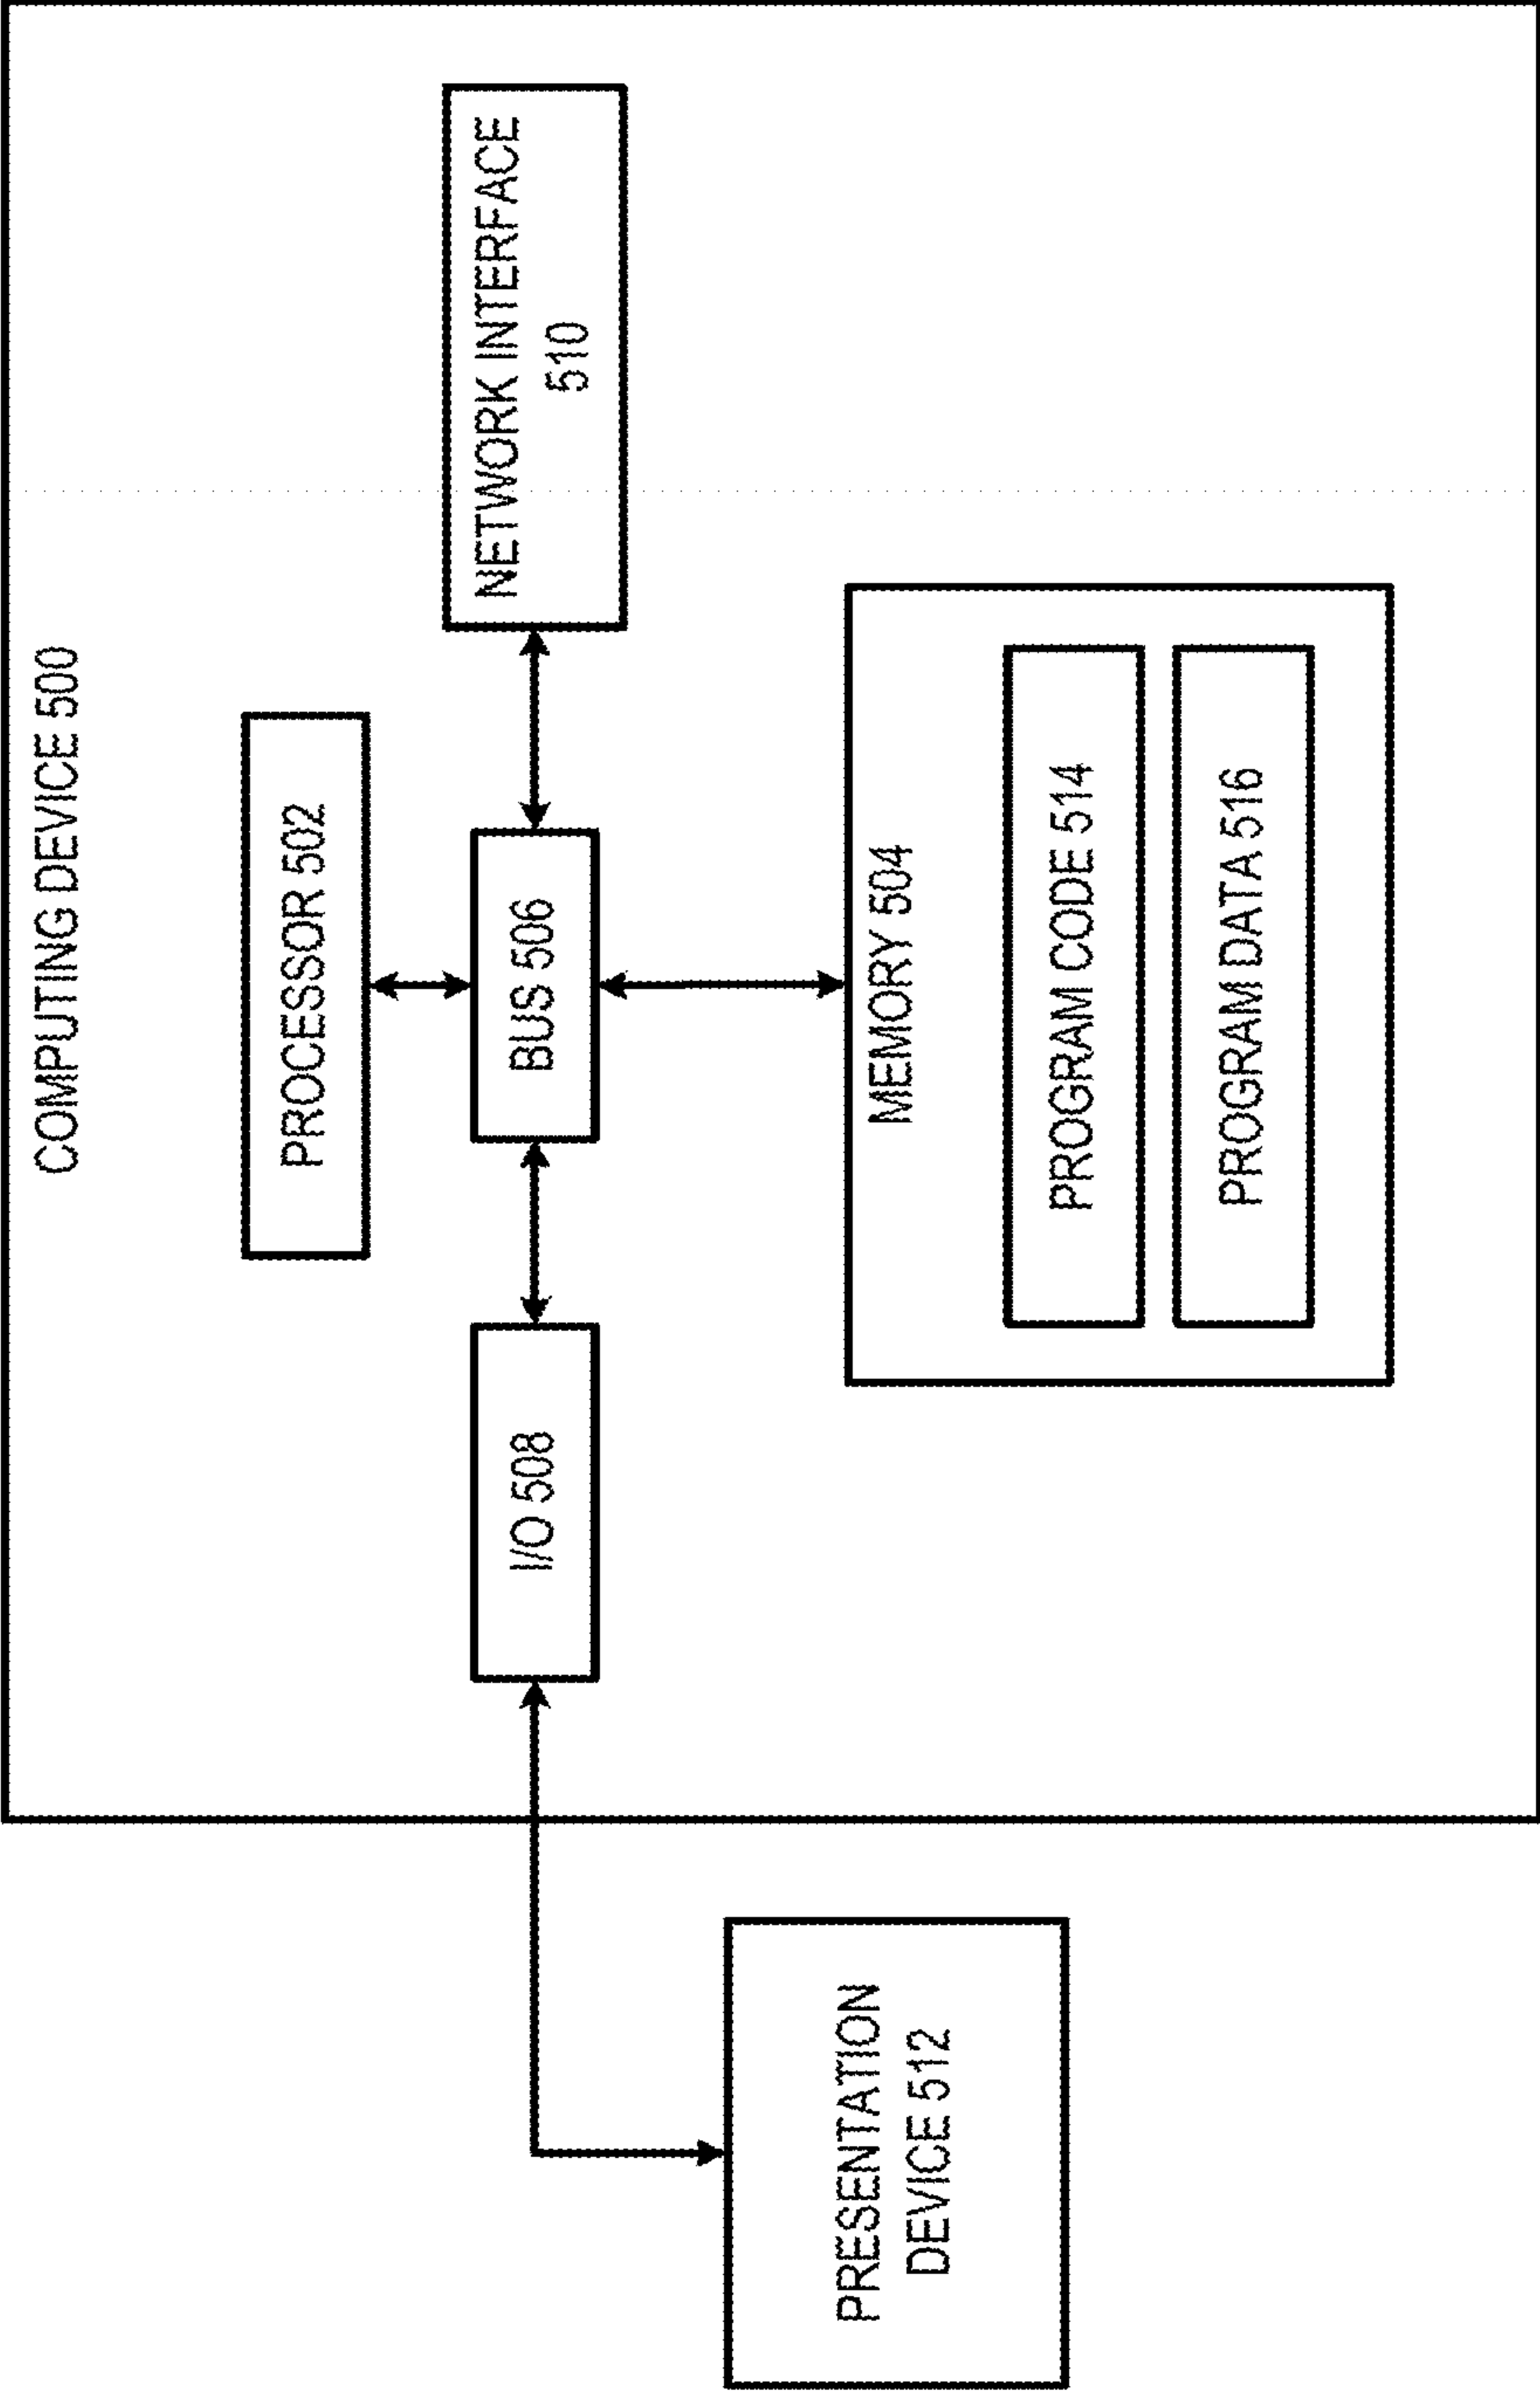 COMPUTING DEVICE 500
PROCESSOR 502
PRESENTATION
DEVICE 512
I/O 508
BUS 506
NETWORK INTERFACE
510
MEMORY 504
PROGRAM CODE 514
PROGRAM DATA 516